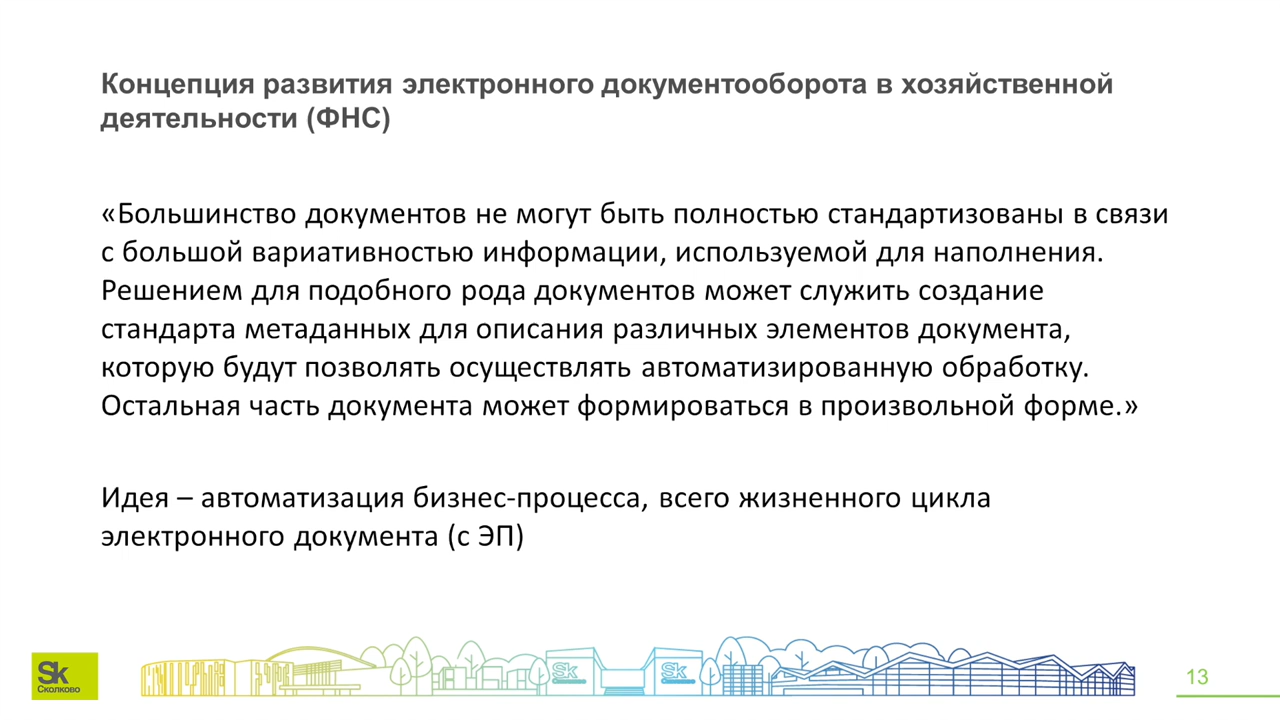 Концепция развития электронного документооборота в хозяйственной
деятельности (ФНС)
«Большинство документов не могут быть полностью стандартизованы в связи
с большой вариативностью информации, используемой для наполнения.
Решением для подобного рода документов может служить создание
стандарта метаданных для описания различных элементов документа,
которую будут позволять осуществлять автоматизированную обработку.
Остальная часть документа может формироваться в произвольной форме.»
Идея – автоматизация бизнес-процесса, всего жизненного цикла
электронного документа (с ЭП)
Sk
Сколково
Sk
Sk
13